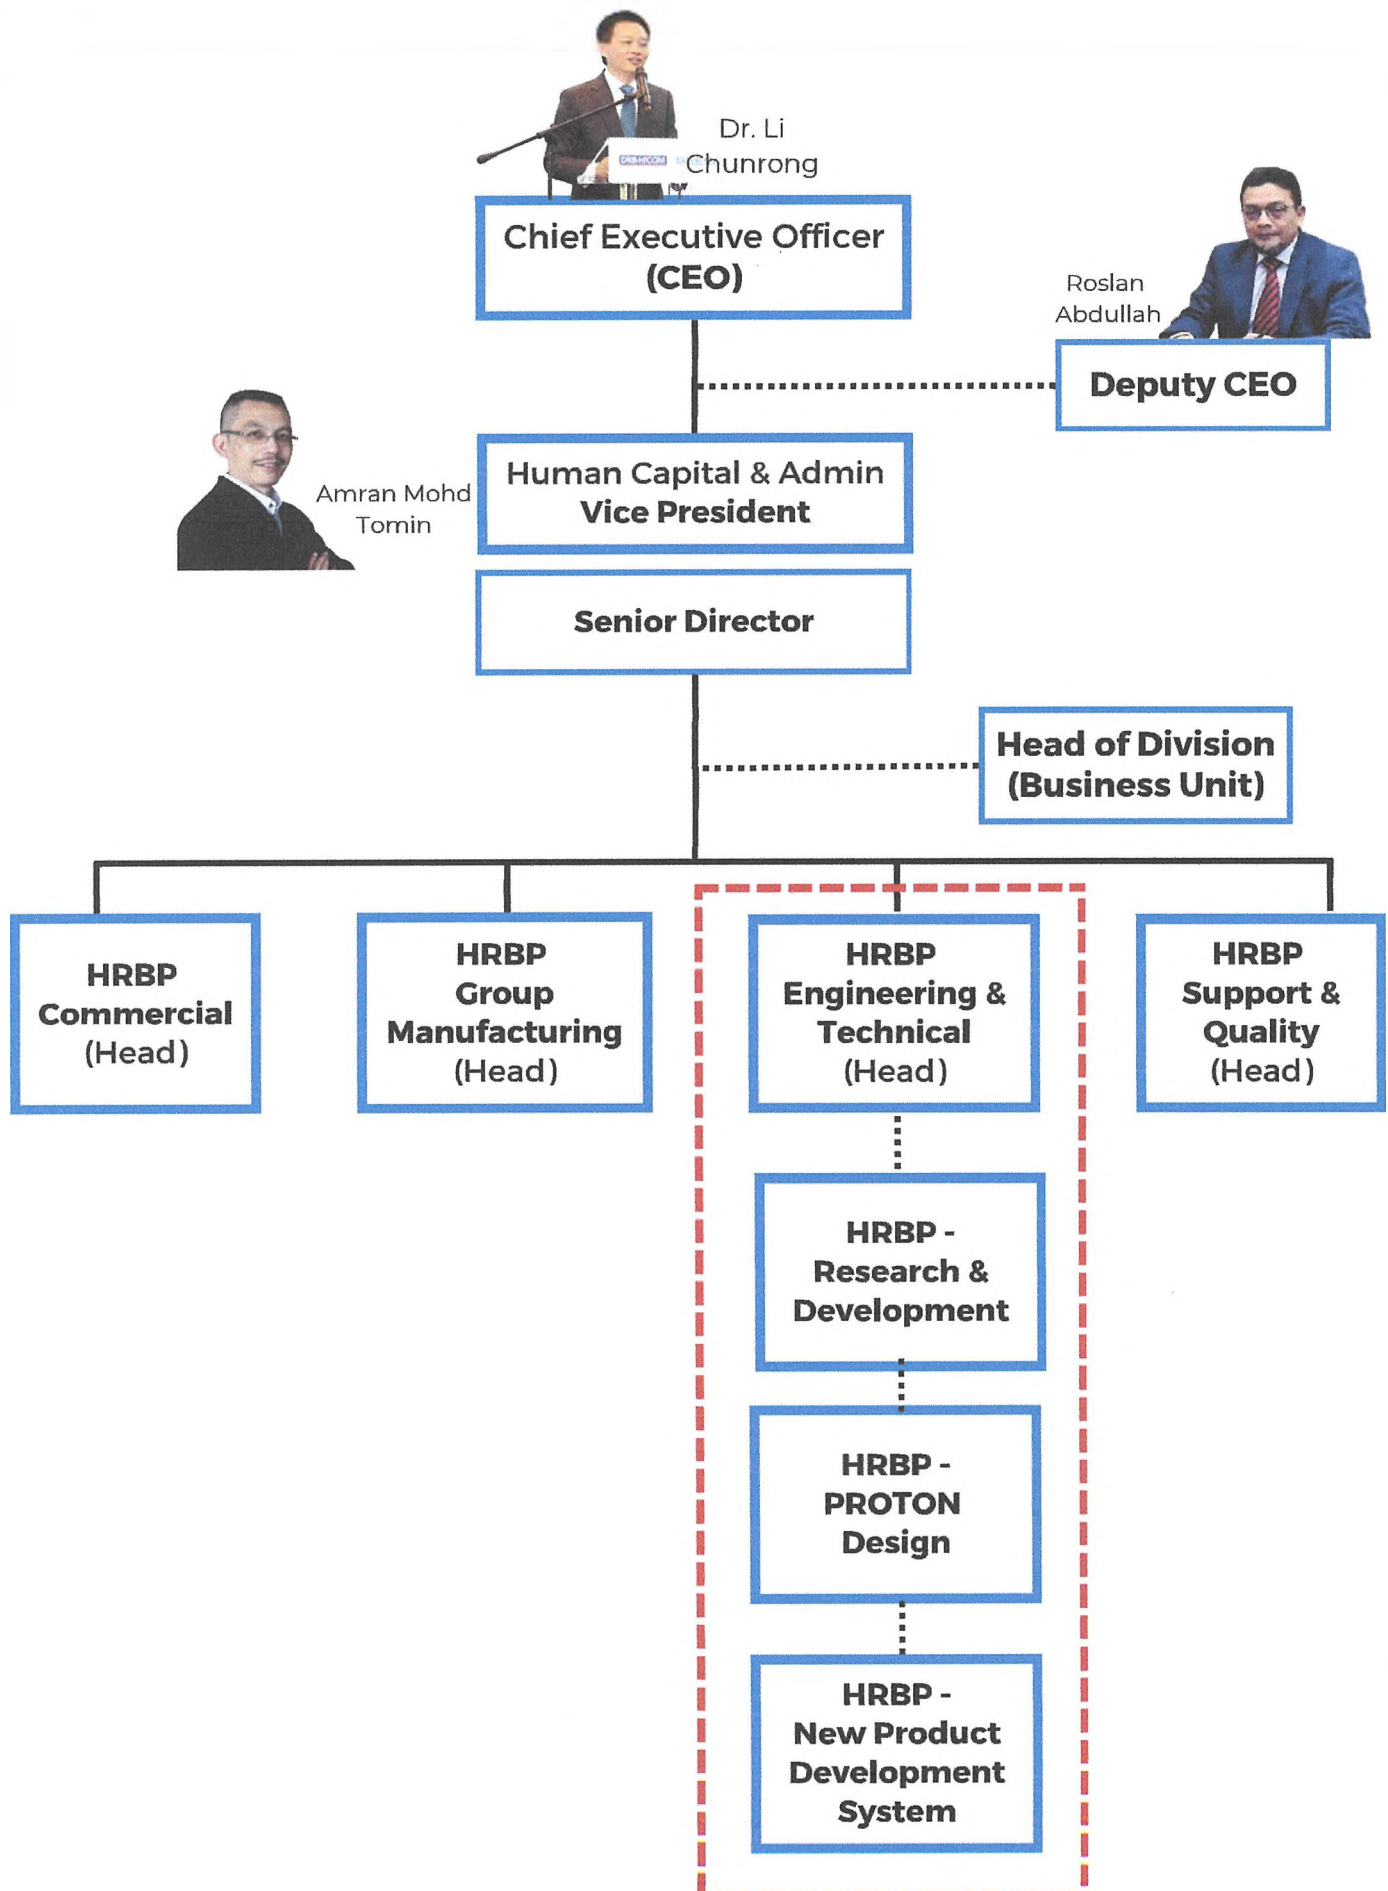 Dr. Li
Chunrong
DRB-HICOM
Chief Executive Officer
(CEO)
Roslan
Abdullah
Deputy CEO
Amran Mohd
Tomin
Human Capital & Admin
Vice President
Senior Director
Head of Division
(Business Unit)
HRBP
Commercial
(Head)
HRBP
Group
Manufacturing
(Head)
HRBP
Engineering &
Technical
(Head)
HRBP
Support &
Quality
(Head)
HRBP -
Research &
Development
HRBP -
PROTON
Design
HRBP -
New Product
Development
System